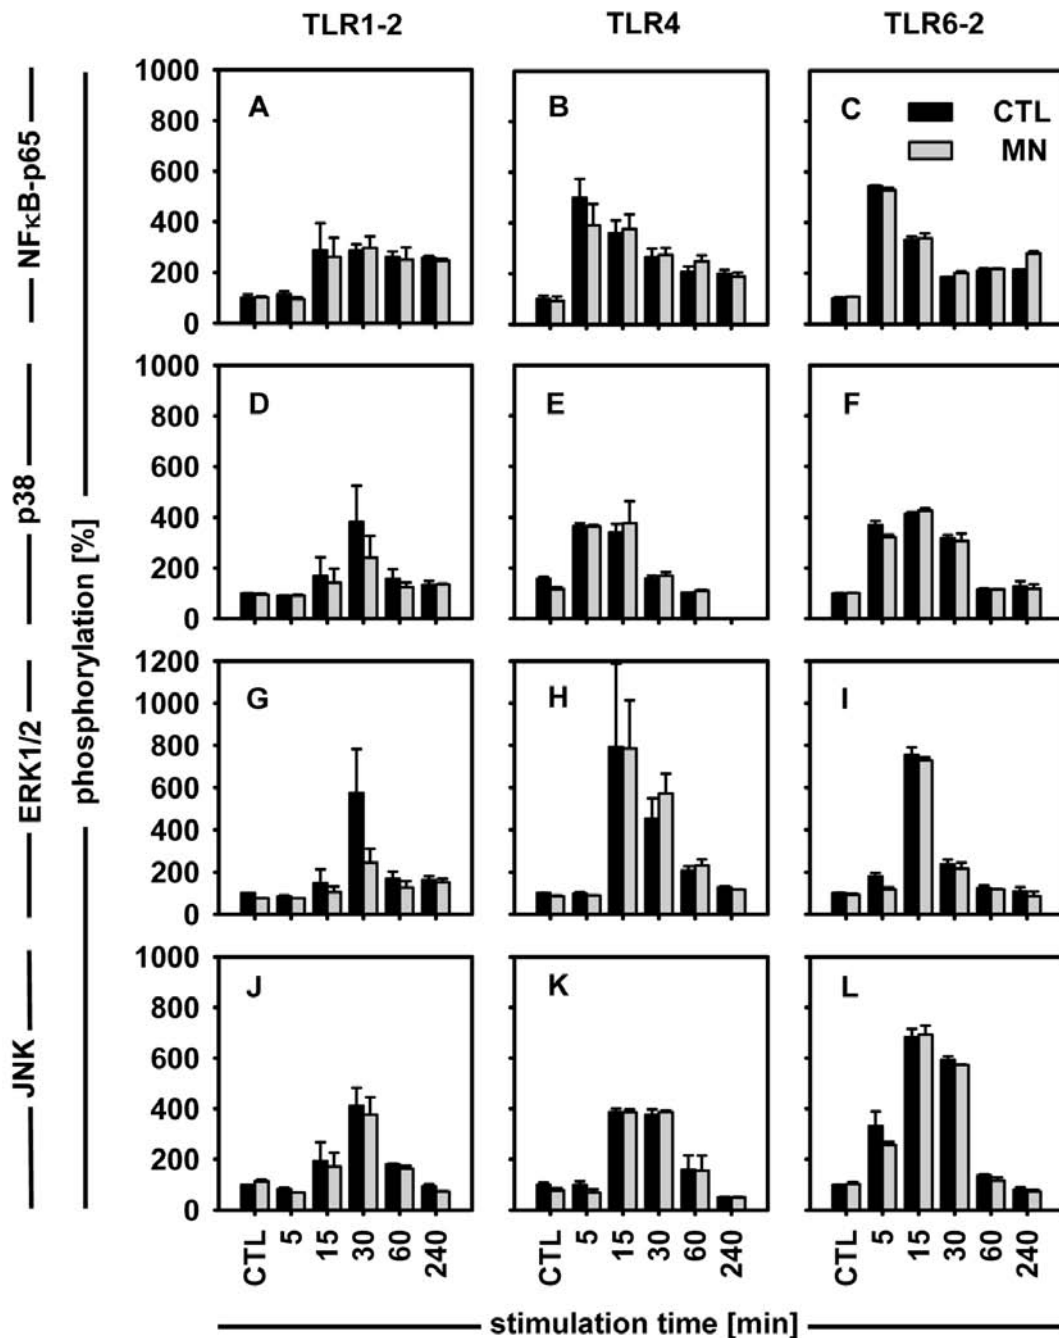 TLR1-2 TLR4 TLR6-2
NFκB-p65
p38
ERK1/2
JNK
phosphorylation [%]
1000 A B C CTL
800 MN
600
400
200
0
1000 D E F
800
600
400
200
0
1200 G H I
1000
800
600
400
200
0
1000 J K L
800
600
400
200
0
CTL 5 15 30 60 240 CTL 5 15 30 60 240 CTL 5 15 30 60 240
stimulation time [min]